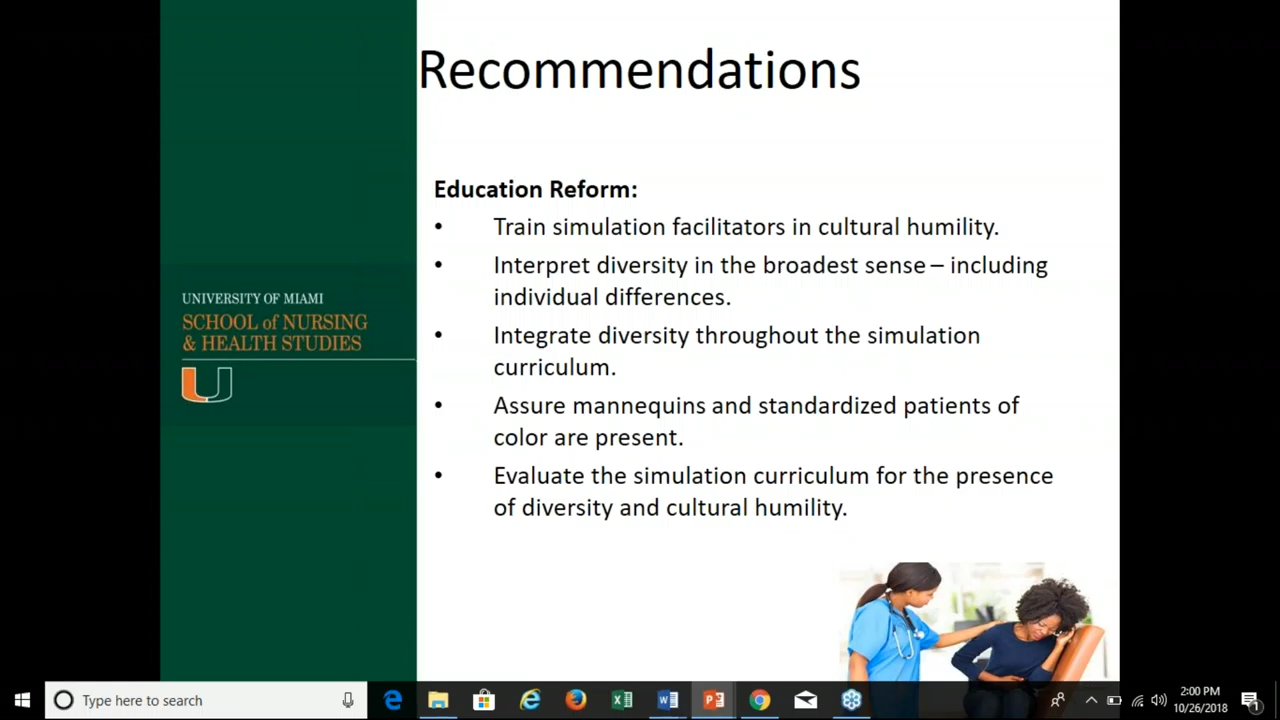 Recommendations
Education Reform:
• Train simulation facilitators in cultural humility.
• Interpret diversity in the broadest sense – including
individual differences.
• Integrate diversity throughout the simulation
curriculum.
• Assure mannequins and standardized patients of
color are present.
• Evaluate the simulation curriculum for the presence
of diversity and cultural humility.
UNIVERSITY OF MIAMI
SCHOOL of NURSING
& HEALTH STUDIES
U
Type here to search
2:00 PM
10/26/2018
1